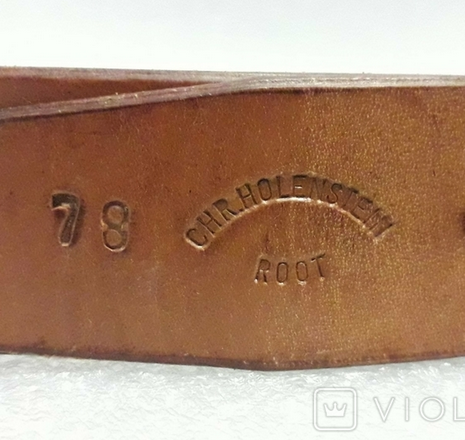 78
CHR. HOLENSTEIN
ROOT
VIOL